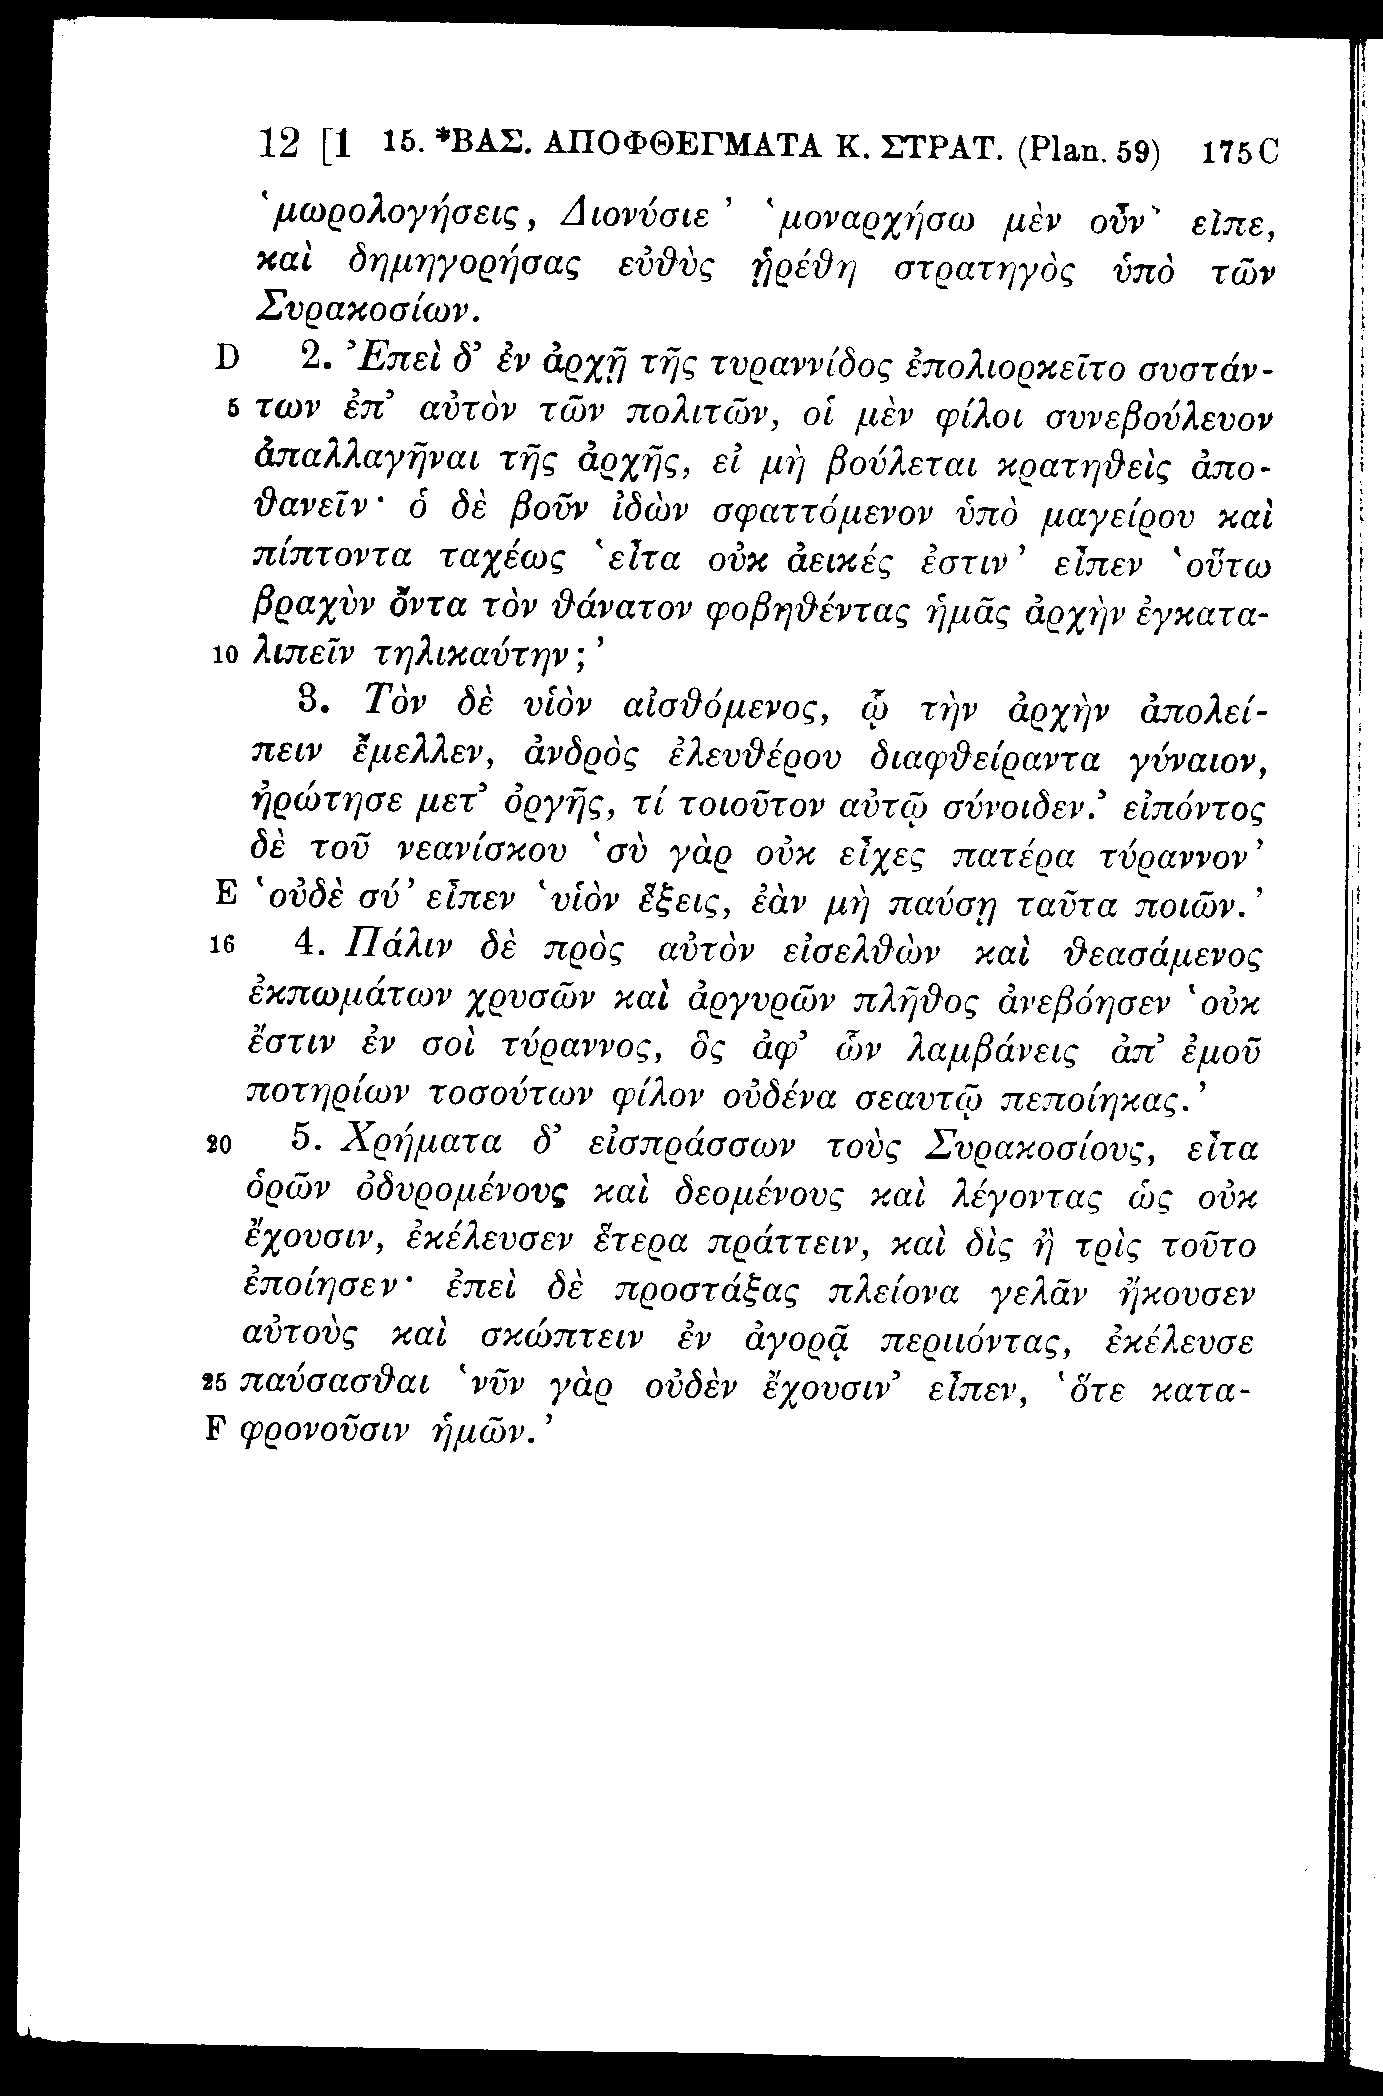 12 [1 15. *ΒΑΣ. ΑΠΟΦΘΕΓΜΑΤΑ Κ. ΣΤΡΑΤ. (Plan. 59) 175C
‛μωρολογήσεις, Διονύσιε’ ‛μοναρχήσω μὲν οὖν‛ εἶπε,
καὶ δημηγορήσας εὐθὺς ᾑρέθη στρατηγὸς ὑπὸ τῶν
Συρακοσίων.
D 2. Ἐπεὶ δ’ ἐν ἀρχῇ τῆς τυραννίδος ἐπολιορκεῖτο συστάν-
5 των ἐπ’ αὐτὸν τῶν πολιτῶν, οἱ μὲν φίλοι συνεβούλευον
ἀπαλλαγῆναι τῆς ἀρχῆς, εἰ μὴ βούλεται κρατηθεὶς ἀπο-
θανεῖν· ὁ δὲ βοῦν ἰδὼν σφαττόμενον ὑπὸ μαγείρου καὶ
πίπτοντα ταχέως ‛εἶτα οὐκ ἀεικές ἐστιν’ εἶπεν ‛οὕτω
βραχὺν ὄντα τὸν θάνατον φοβηθέντας ἡμᾶς ἀρχὴν ἐγκατα-
10 λιπεῖν τηλικαύτην;’
3. Τὸν δὲ υἱὸν αἰσθόμενος, ᾧ τὴν ἀρχὴν ἀπολεί-
πειν ἔμελλεν, ἀνδρὸς ἐλευθέρου διαφθείραντα γύναιον,
ἠρώτησε μετ’ ὀργῆς, τί τοιοῦτον αὐτῷ σύνοιδεν.’ εἰπόντος
δὲ τοῦ νεανίσκου ‛σὺ γὰρ οὐκ εἶχες πατέρα τύραννον’
E ‛οὐδὲ σύ’ εἶπεν ‛υἱὸν ἕξεις, ἐὰν μὴ παύσῃ ταῦτα ποιῶν.’
16 4. Πάλιν δὲ πρὸς αὐτὸν εἰσελθὼν καὶ θεασάμενος
ἐκπωμάτων χρυσῶν καὶ ἀργυρῶν πλῆθος ἀνεβόησεν ‛οὐκ
ἔστιν ἐν σοὶ τύραννος, ὃς ἀφ’ ὧν λαμβάνεις ἀπ’ ἐμοῦ
ποτηρίων τοσούτων φίλον οὐδένα σεαυτῷ πεποίηκας.’
20 5. Χρήματα δ’ εἰσπράσσων τοὺς Συρακοσίους, εἶτα
ὁρῶν ὀδυρομένους καὶ δεομένους καὶ λέγοντας ὡς οὐκ
ἔχουσιν, ἐκέλευσεν ἕτερα πράττειν, καὶ δὶς ἢ τρὶς τοῦτο
ἐποίησεν· ἐπεὶ δὲ προστάξας πλείονα γελᾶν ἤκουσεν
αὐτοὺς καὶ σκώπτειν ἐν ἀγορᾷ περιιόντας, ἐκέλευσε
25 παύσασθαι ‛νῦν γὰρ οὐδὲν ἔχουσιν’ εἶπεν, ‛ὅτε κατα-
F φρονοῦσιν ἡμῶν.’